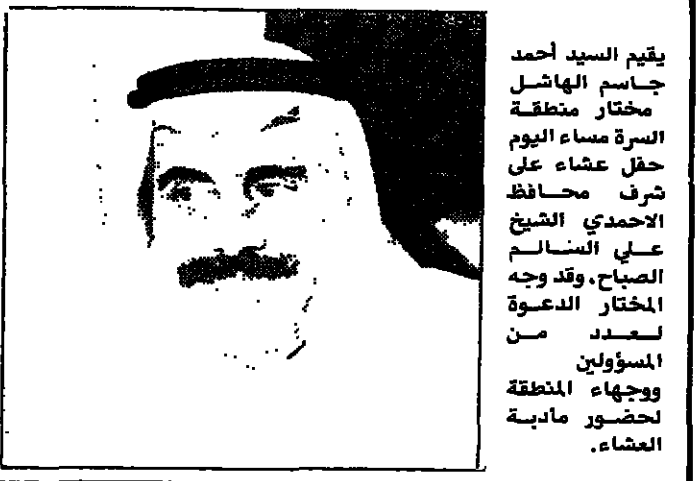 يقيم السيد أحمد
جاسم الهاشل
مختار منطقة
السرة مساء اليوم
حفل عشاء على
شرف محافظ
الاحمدي الشيخ
علي السالم
الصباح، وقد وجه
المختار الدعوة
لعدد من
المسؤولين
ووجهاء المنطقة
لحضور مأدبة
العشاء.